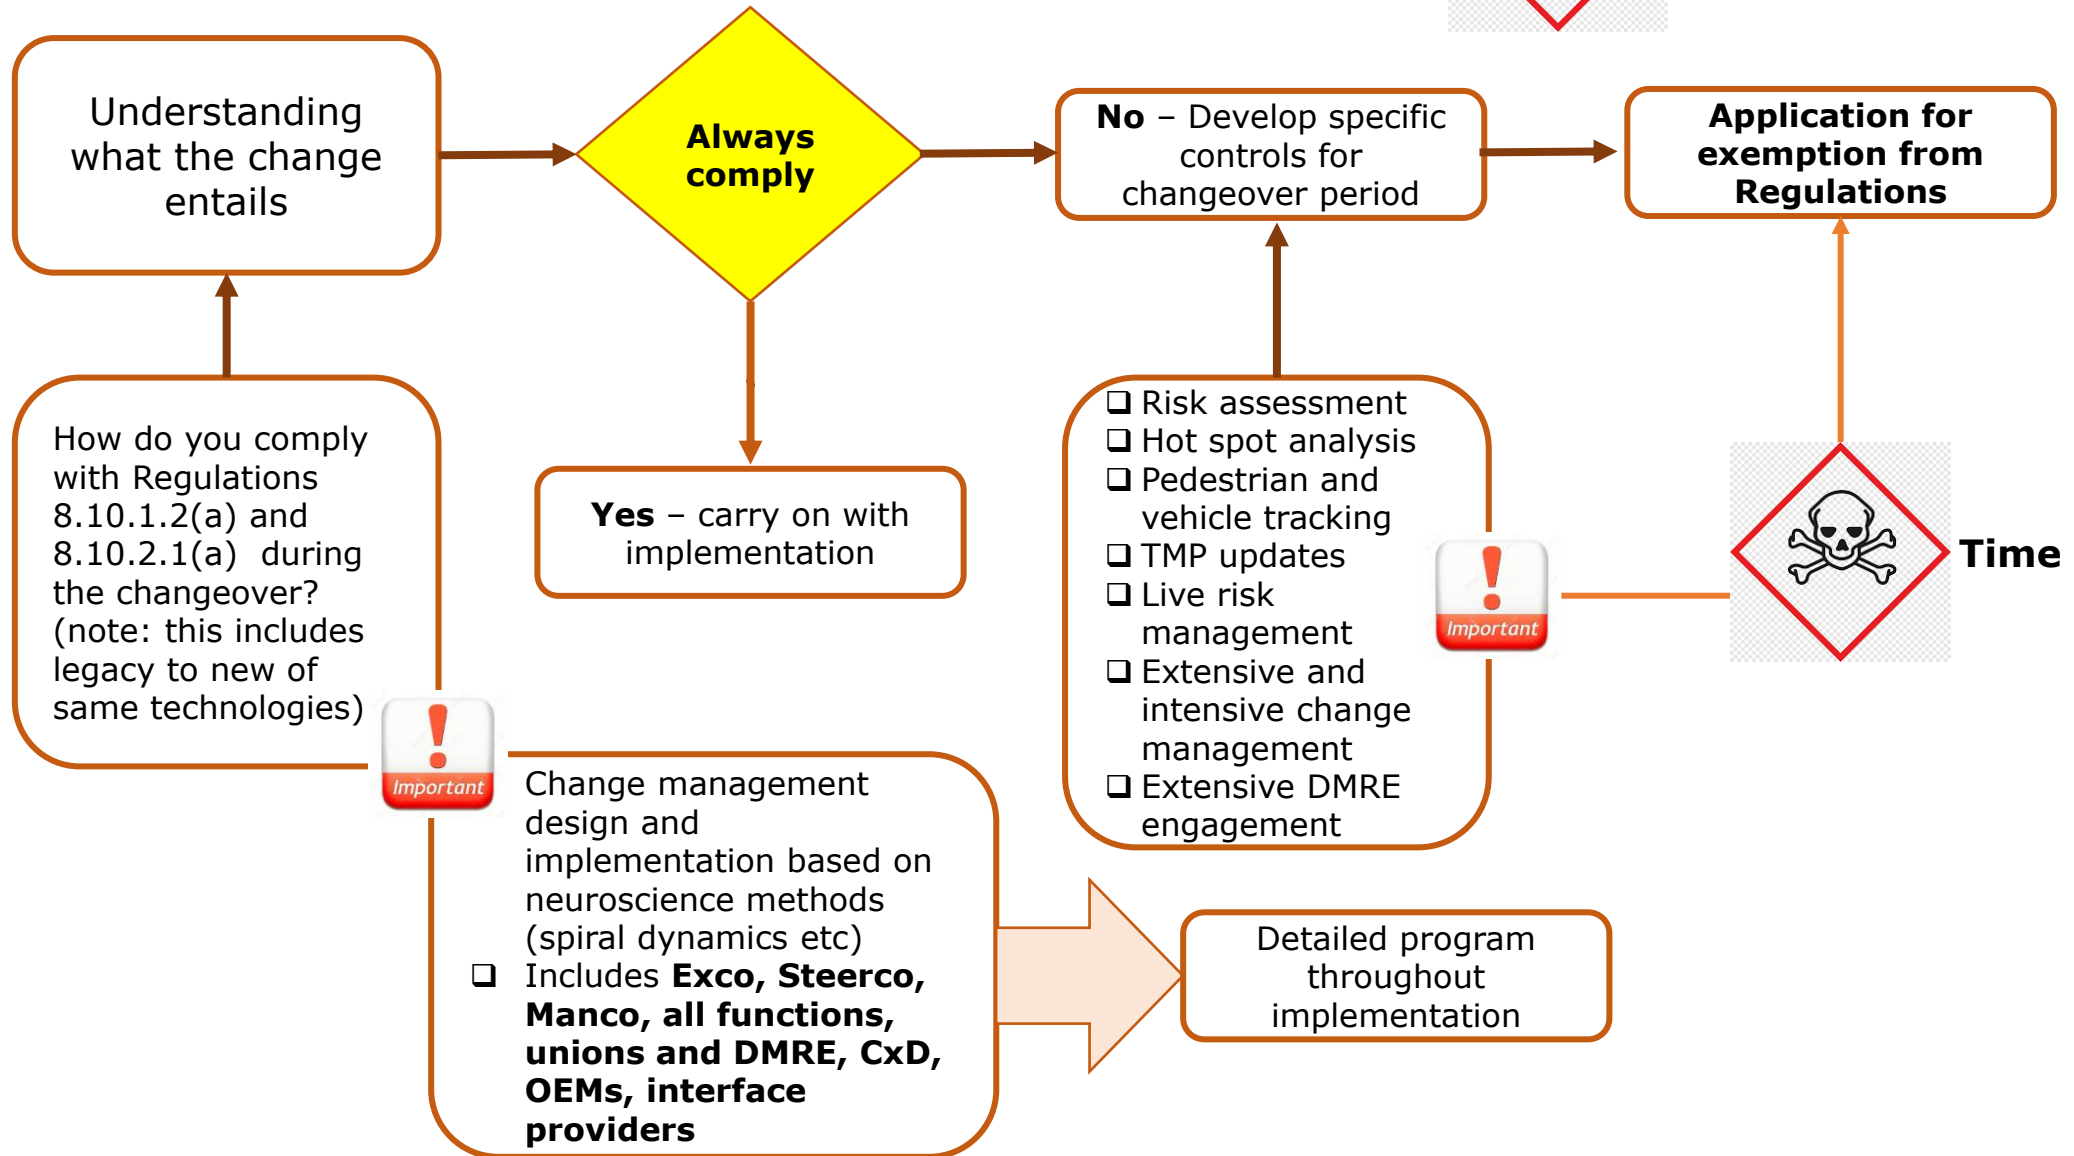 Understanding
what the change
entails
Always
comply
No – Develop specific
controls for
changeover period
Application for
exemption from
Regulations
How do you comply
with Regulations
8.10.1.2(a) and
8.10.2.1(a)  during
the changeover?
(note: this includes
legacy to new of
same technologies)
Important
Yes – carry on with
implementation
❑ Risk assessment
❑ Hot spot analysis
❑ Pedestrian and
vehicle tracking
❑ TMP updates
❑ Live risk
management
❑ Extensive and
intensive change
management
❑ Extensive DMRE
engagement
Important
Time
Change management
design and
implementation based on
neuroscience methods
(spiral dynamics etc)
❑ Includes Exco, Steerco,
Manco, all functions,
unions and DMRE, CxD,
OEMs, interface
providers
Detailed program
throughout
implementation